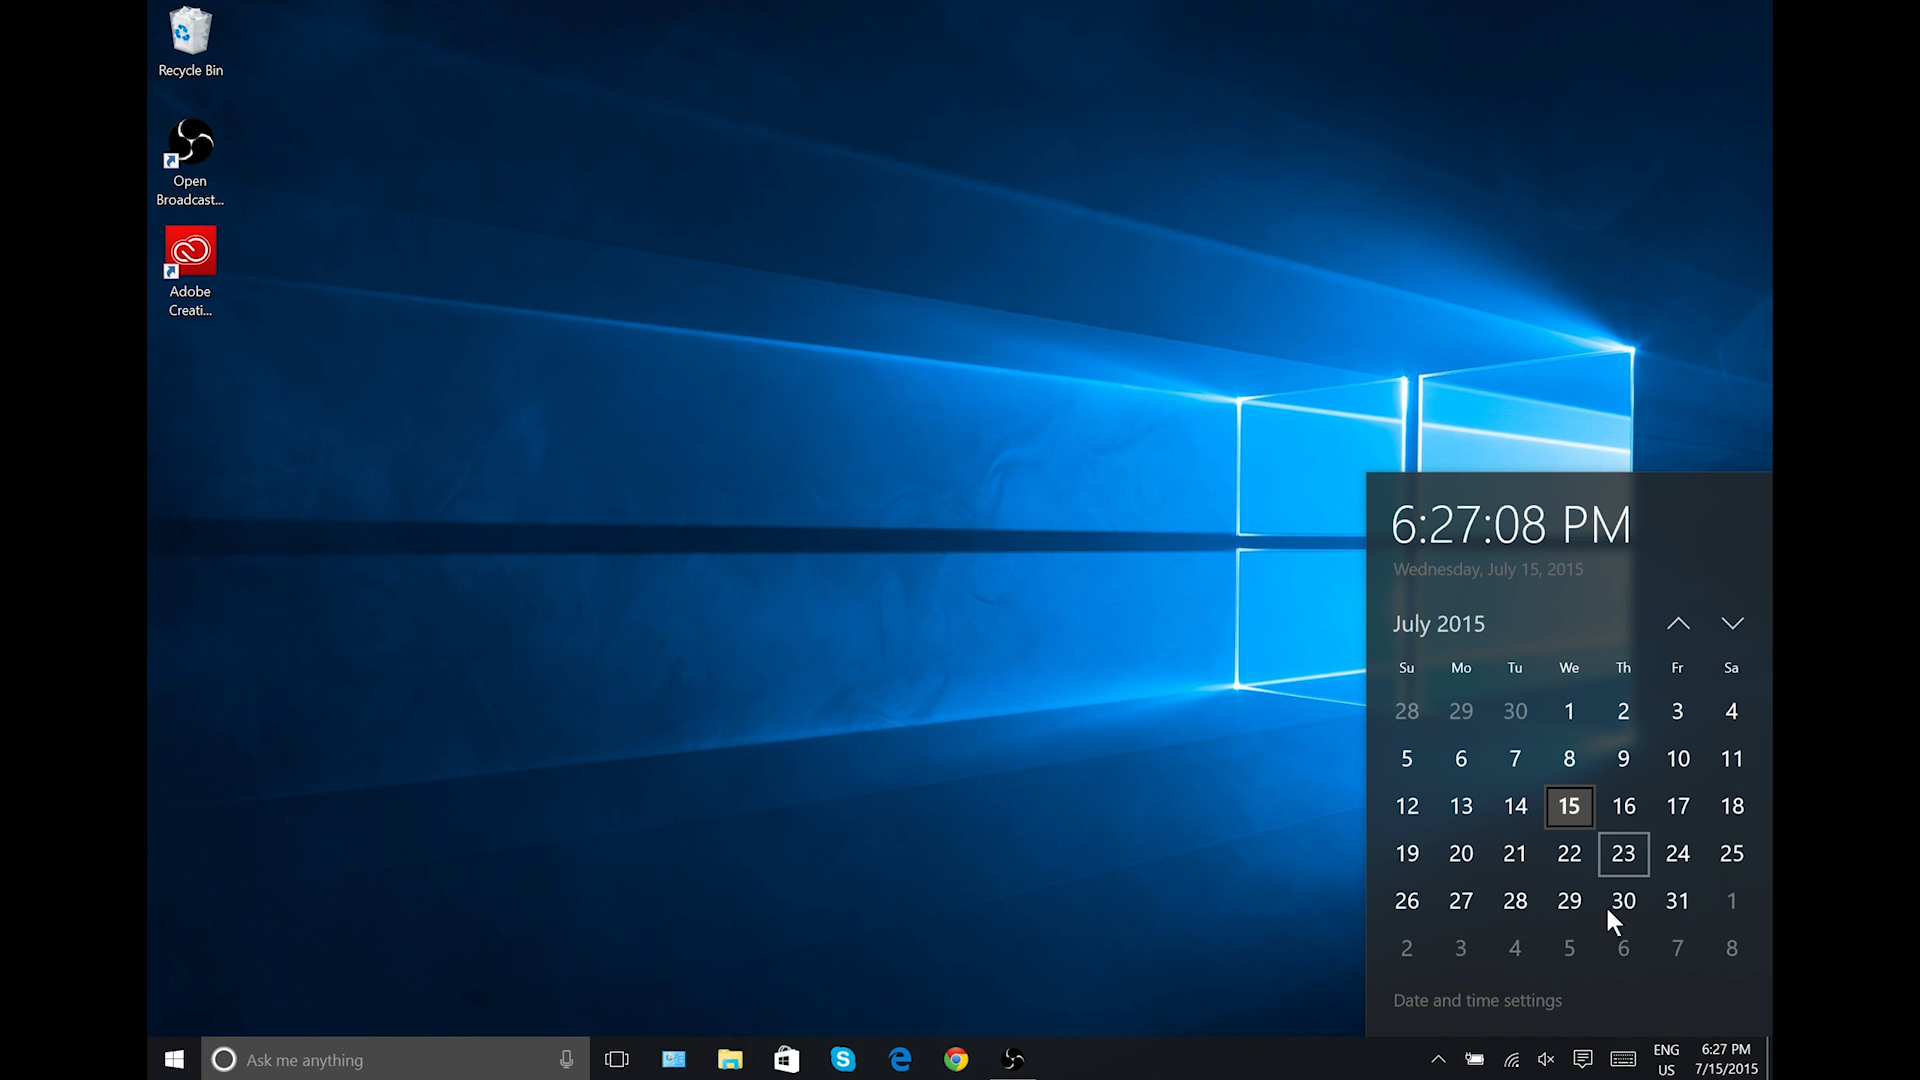 Recycle Bin
Open
Broadcast...
Adobe
Creati...
6:27:08 PM
Wednesday, July 15, 2015
July 2015
Su Mo Tu We Th Fr Sa
28 29 30 1 2 3 4
5 6 7 8 9 10 11
12 13 14 15 16 17 18
19 20 21 22 23 24 25
26 27 28 29 30 31 1
2 3 4 5 6 7 8
Date and time settings
Ask me anything
ENG
US
6:27 PM
7/15/2015